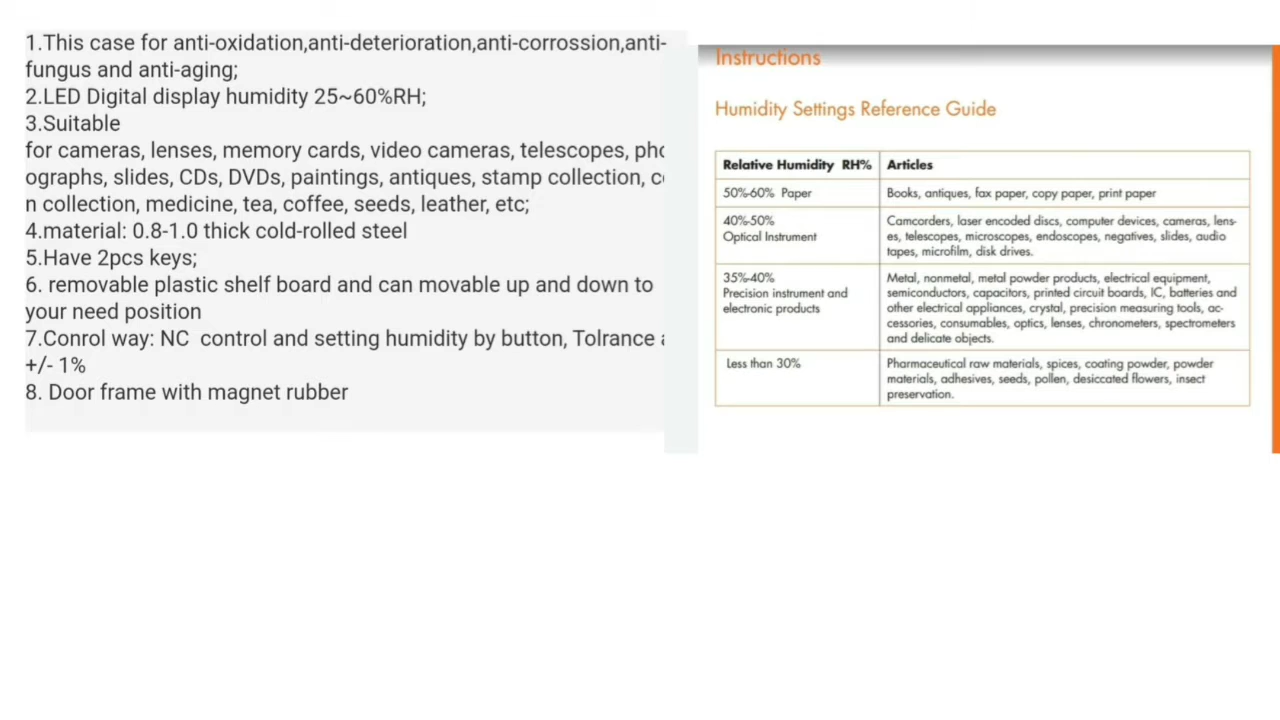 1.This case for anti-oxidation,anti-deterioration,anti-corrossion,anti-
fungus and anti-aging;
2.LED Digital display humidity 25~60%RH;
3.Suitable
for cameras, lenses, memory cards, video cameras, telescopes, pho
ographs, slides, CDs, DVDs, paintings, antiques, stamp collection, c
n collection, medicine, tea, coffee, seeds, leather, etc;
4.material: 0.8-1.0 thick cold-rolled steel
5.Have 2pcs keys;
6. removable plastic shelf board and can movable up and down to
your need position
7.Conrol way: NC control and setting humidity by button, Tolrance
+/- 1%
8. Door frame with magnet rubber
Instructions
Humidity Settings Reference Guide
Relative Humidity RH% Articles
50%-60% Paper Books, antiques, fax paper, copy paper, print paper
40%-50%
Optical Instrument
Camcorders, laser encoded discs, computer devices, cameras, lens-
es, telescopes, microscopes, endoscopes, negatives, slides, audio
tapes, microfilm, disk drives.
35%-40%
Precision instrument and
electronic products
Metal, nonmetal, metal powder products, electrical equipment,
semiconductors, capacitors, printed circuit boards, IC, batteries and
other electrical appliances, crystal, precision measuring tools, ac-
cessories, consumables, optics, lenses, chronometers, spectrometers
and delicate objects.
Less than 30%
Pharmaceutical raw materials, spices, coating powder, powder
materials, adhesives, seeds, pollen, desiccated flowers, insect
preservation.